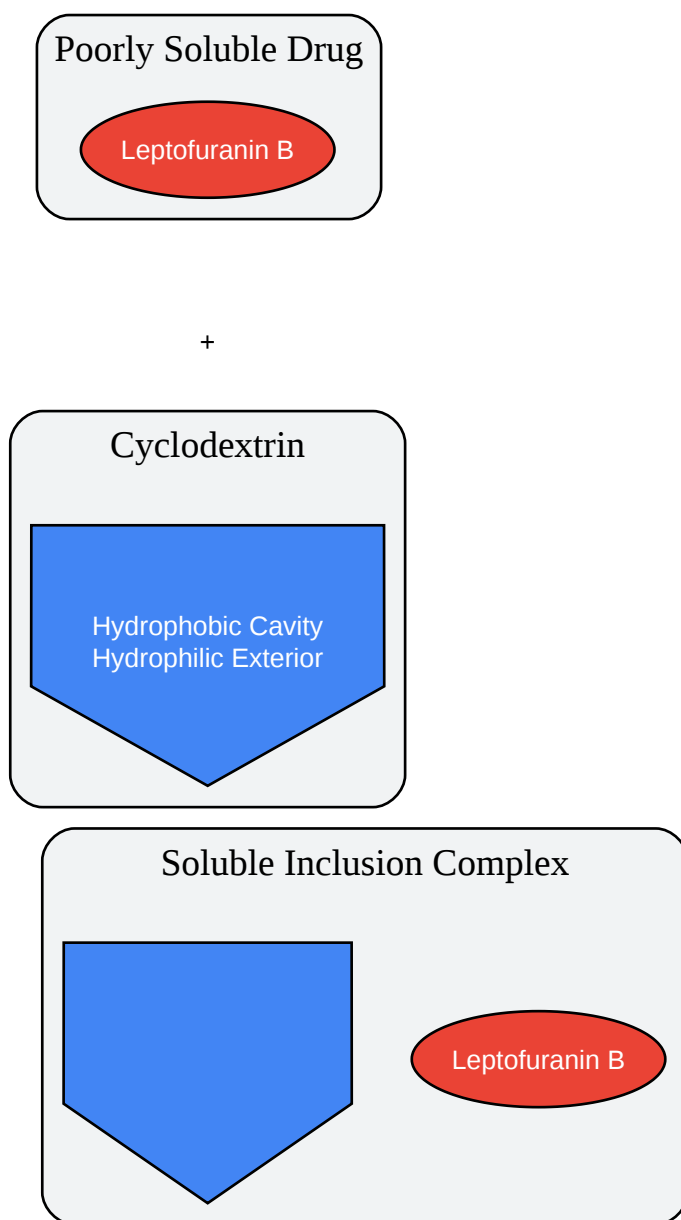 Poorly Soluble Drug
Leptofuranin B
+
Cyclodextrin
Hydrophobic Cavity
Hydrophilic Exterior
Soluble Inclusion Complex
Leptofuranin B